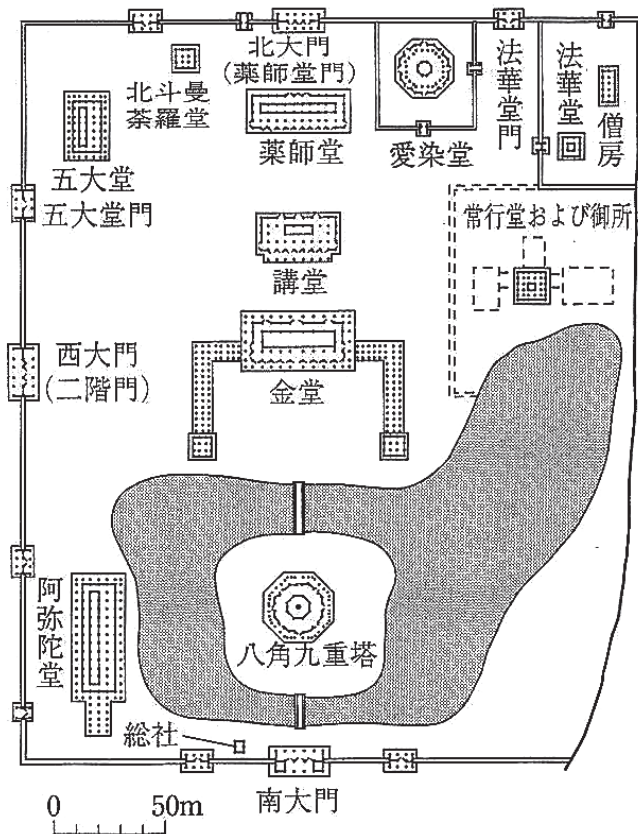 北大門
(薬師堂門)
北斗曼
荼羅堂
薬師堂
愛染堂
法華堂門
法華堂
僧房
五大堂
五大堂門
常行堂および御所
講堂
西大門
(二階門)
金堂
阿弥陀堂
八角九重塔
総社
南大門
0 50m